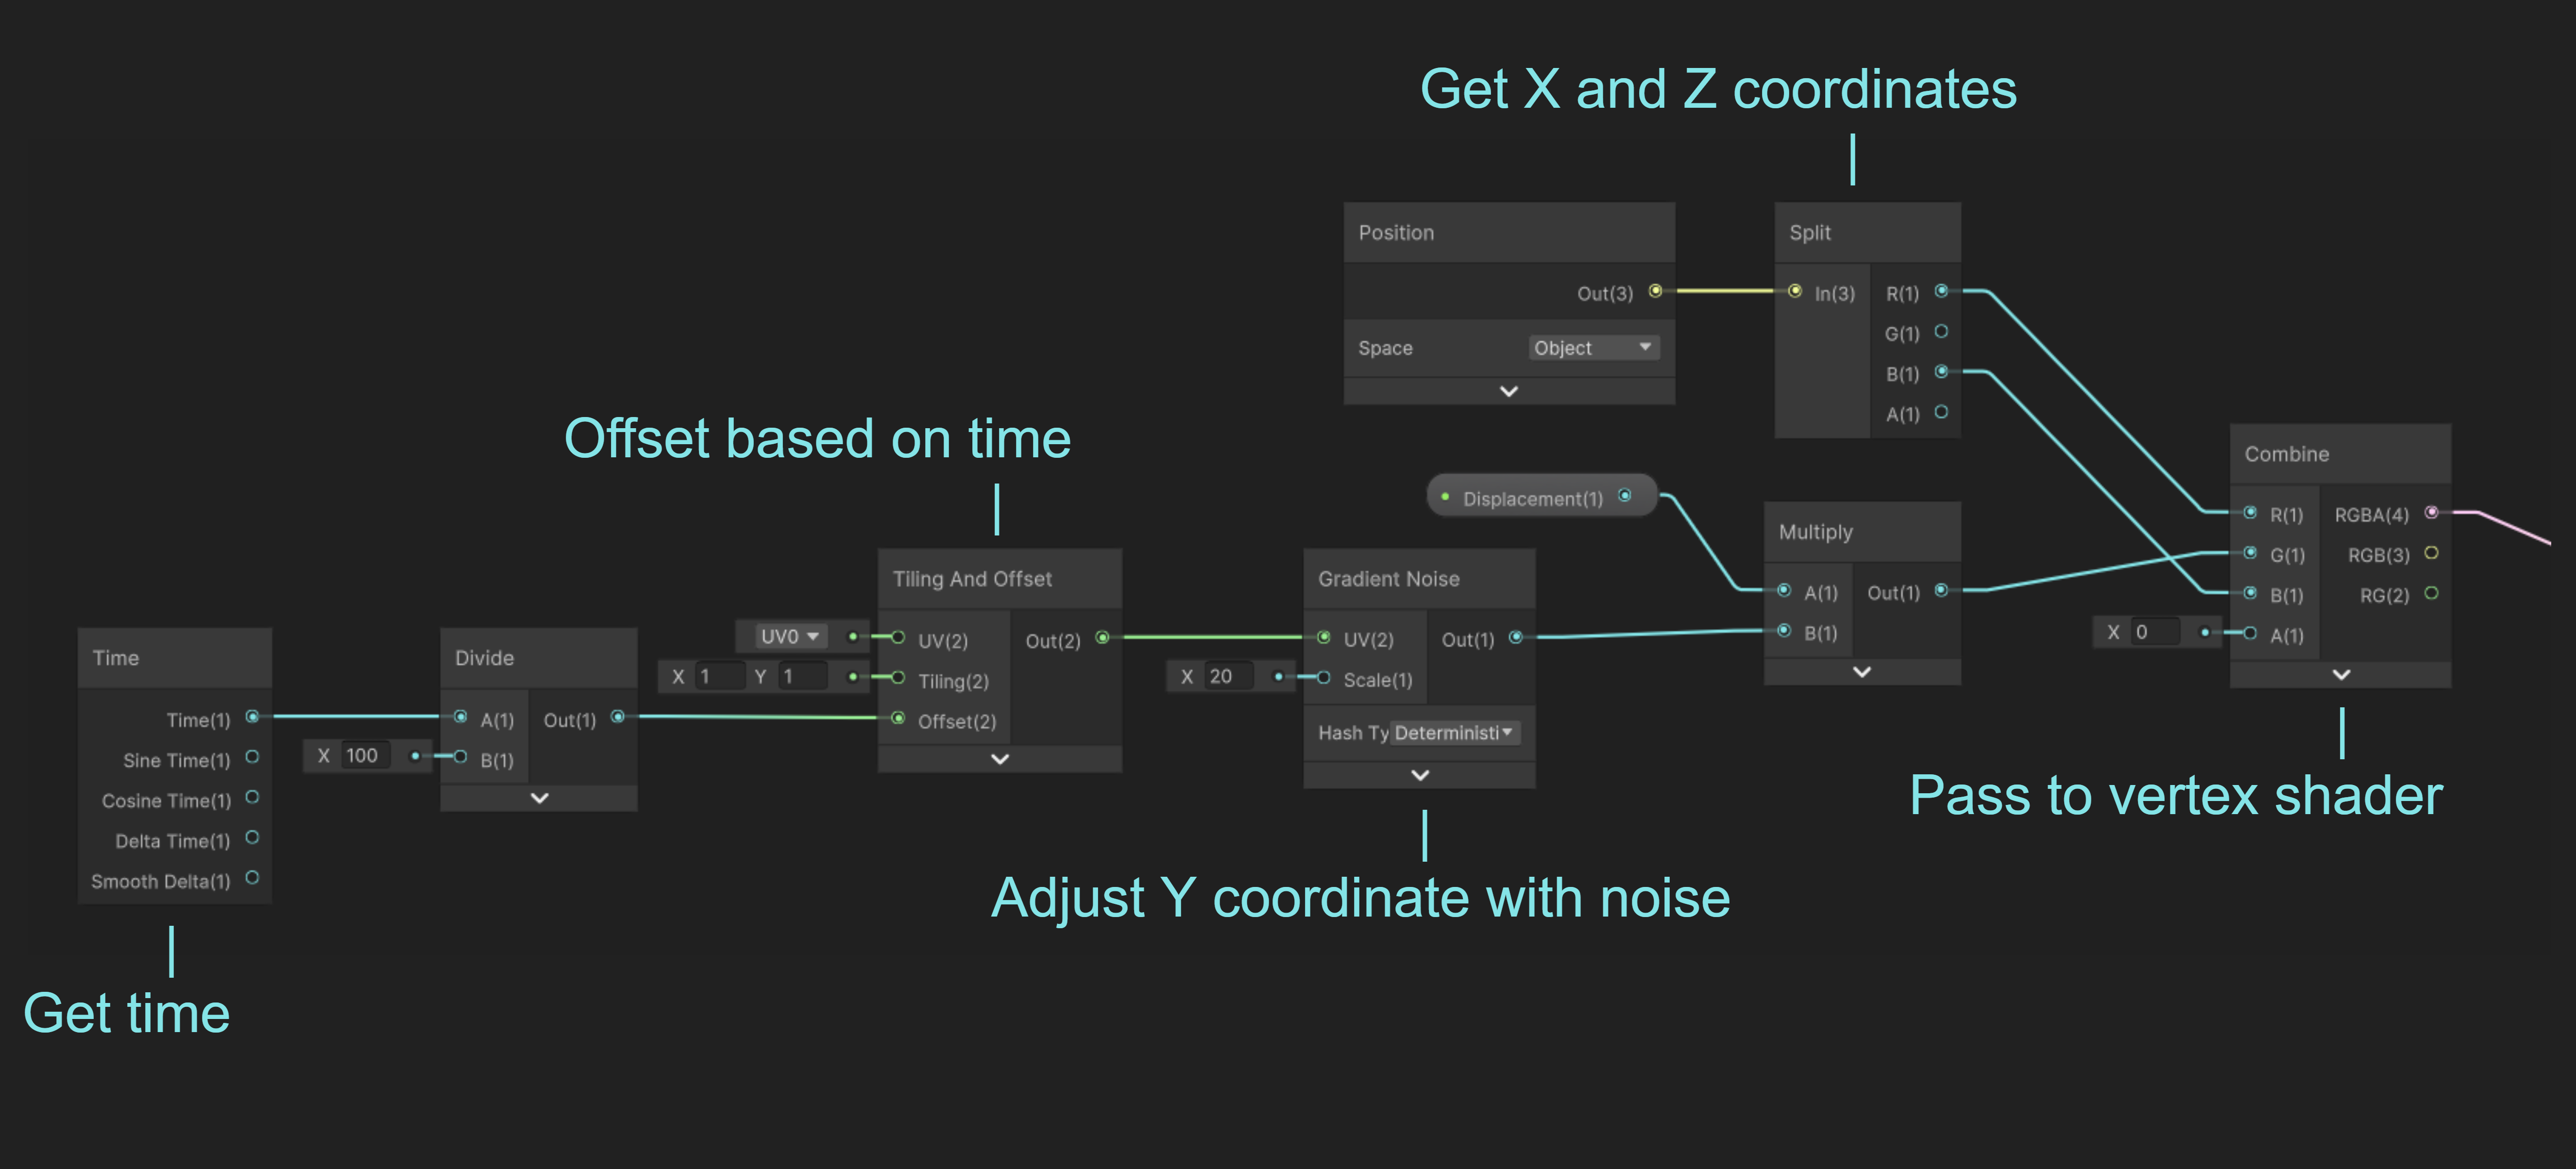 Get X and Z coordinates
Position
Out(3)
Space
Object
Split
In(3)
R(1)
G(1)
B(1)
A(1)
Offset based on time
Displacement(1)
Combine
R(1)
G(1)
B(1)
A(1)
X 0
RGBA(4)
RGB(3)
RG(2)
Multiply
A(1)
B(1)
Out(1)
Tiling And Offset
UV0
UV(2)
X 1 Y 1
Tiling(2)
Offset(2)
Out(2)
Gradient Noise
UV(2)
X 20
Scale(1)
Out(1)
Hash Ty Deterministi
Time
Time(1)
Sine Time(1)
Cosine Time(1)
Delta Time(1)
Smooth Delta(1)
Divide
A(1)
X 100
B(1)
Out(1)
Pass to vertex shader
Adjust Y coordinate with noise
Get time